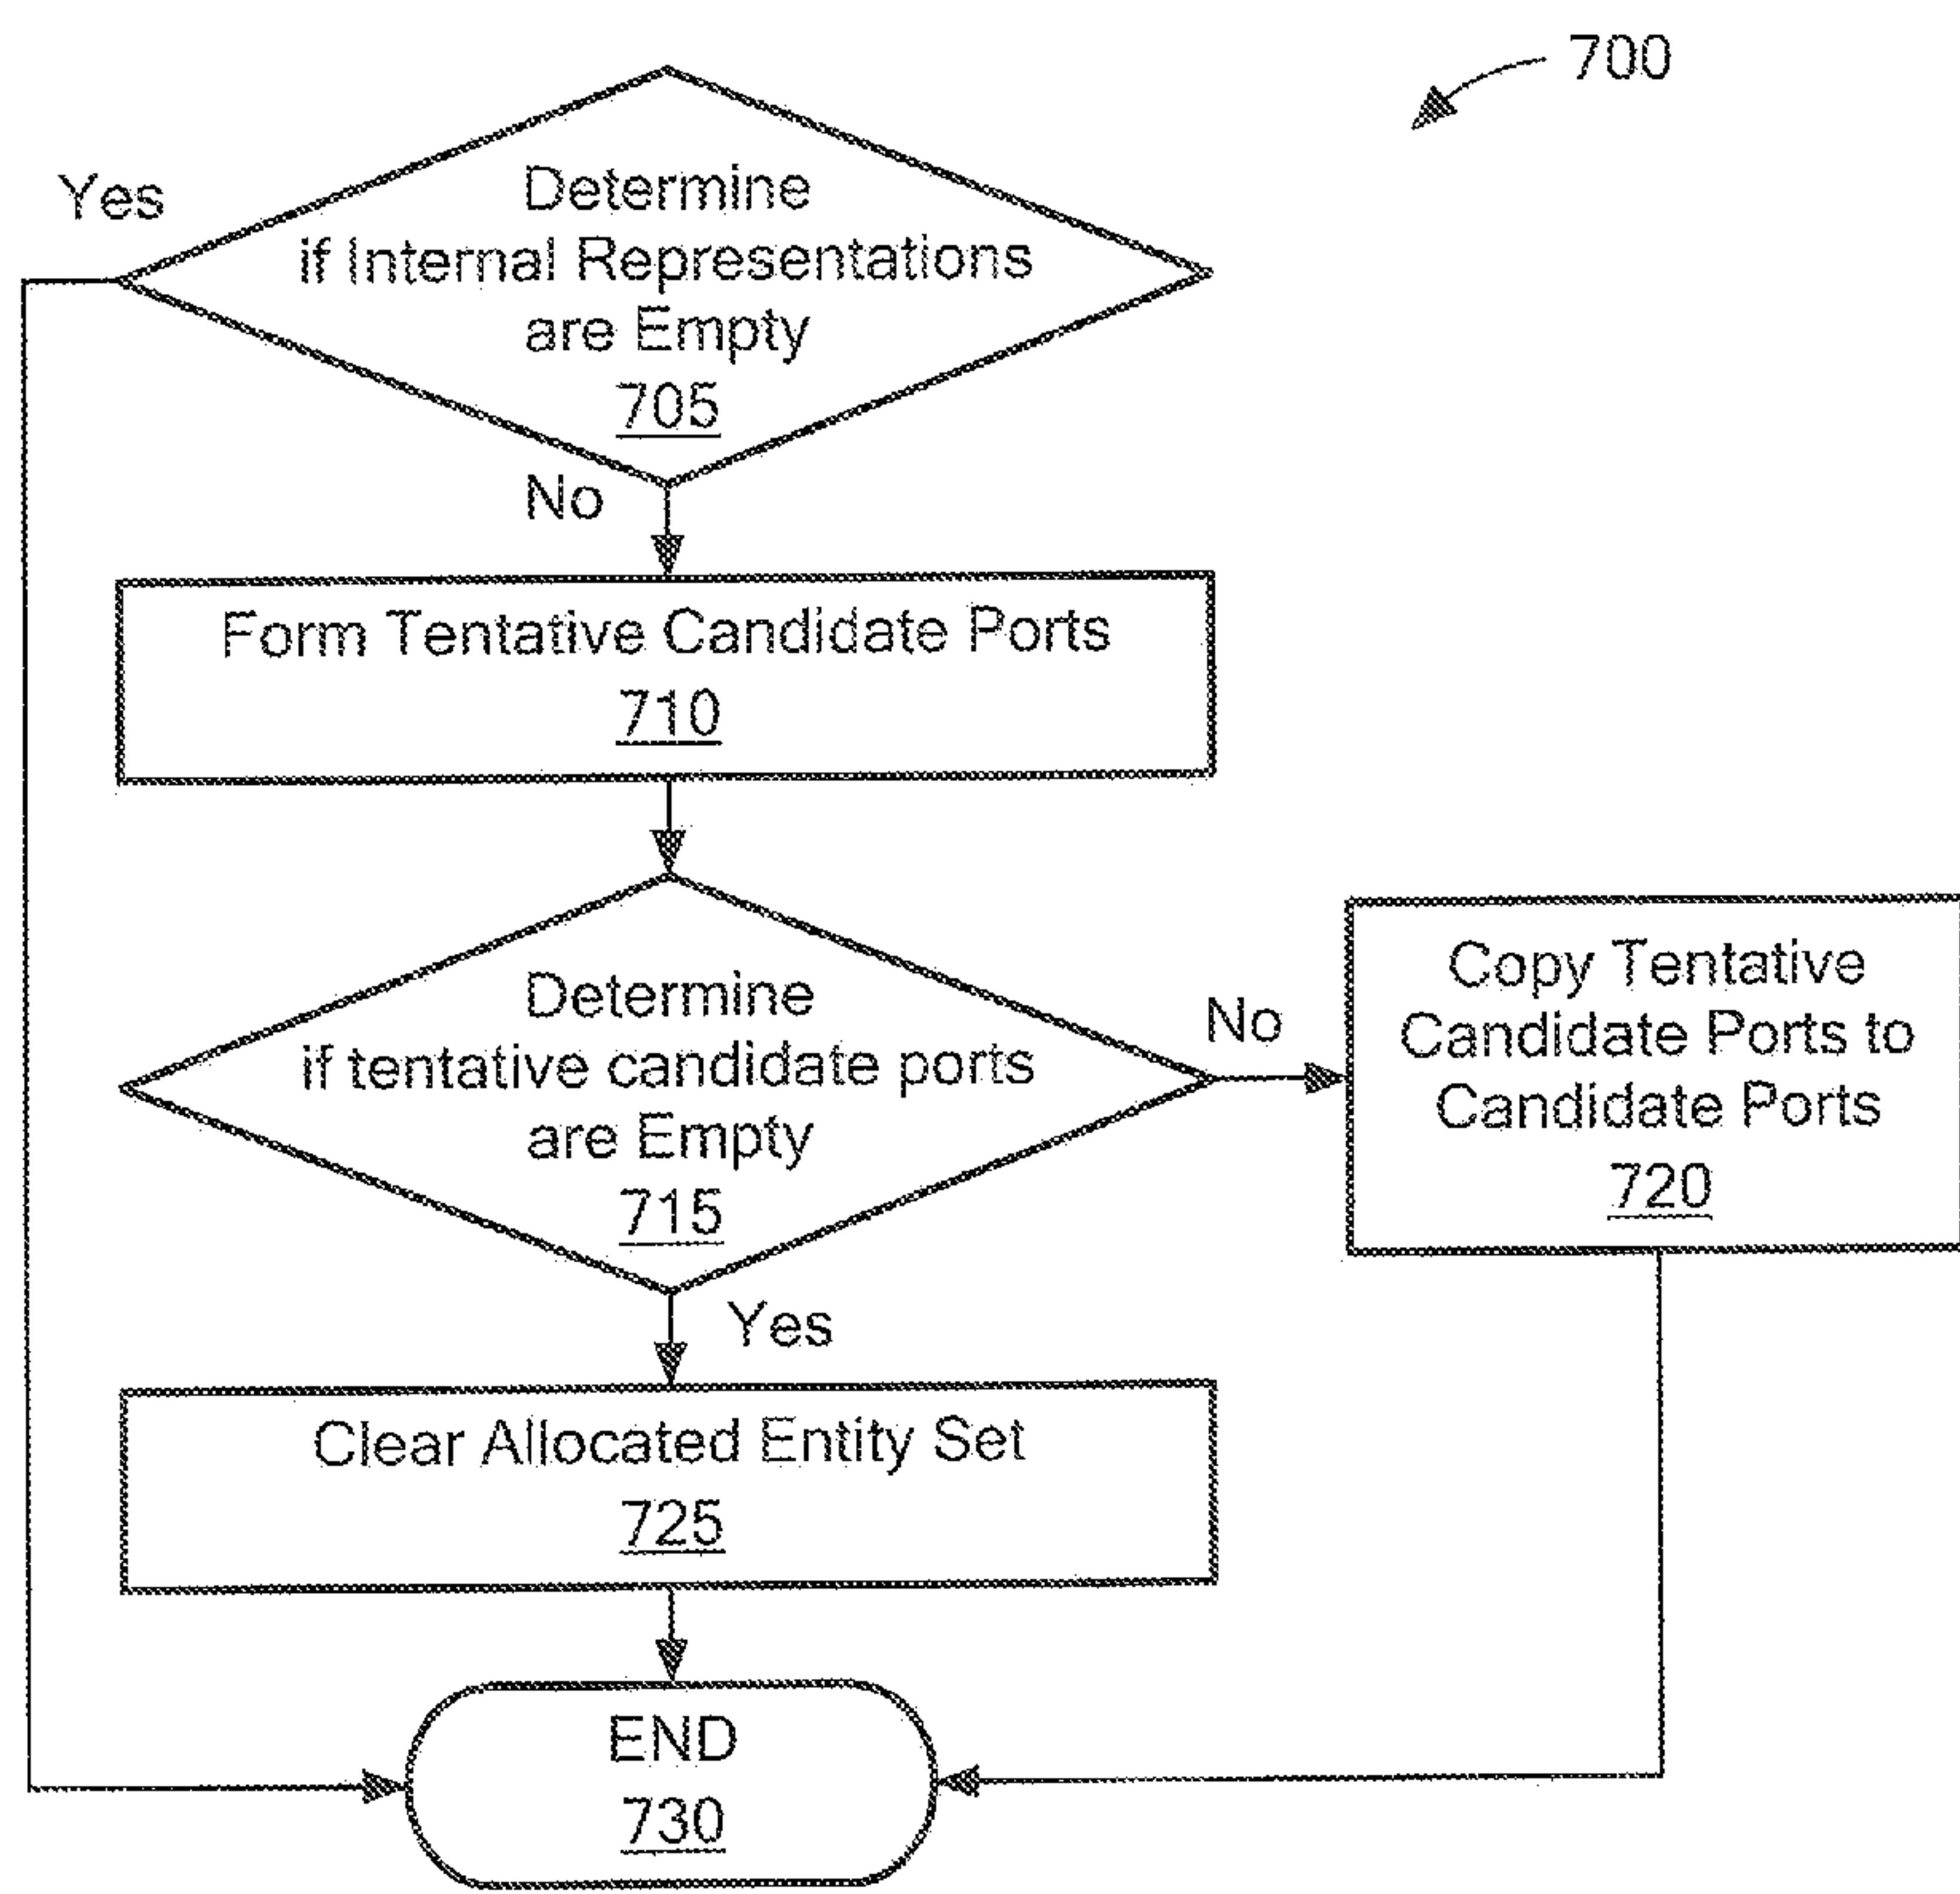 700
Yes
Determine
if Internal Representations
are Empty
705
No
Form Tentative Candidate Ports
710
Determine
if tentative candidate ports
are Empty
715
No
Copy Tentative
Candidate Ports to
Candidate Ports
720
Yes
Clear Allocated Entity Set
725
END
730